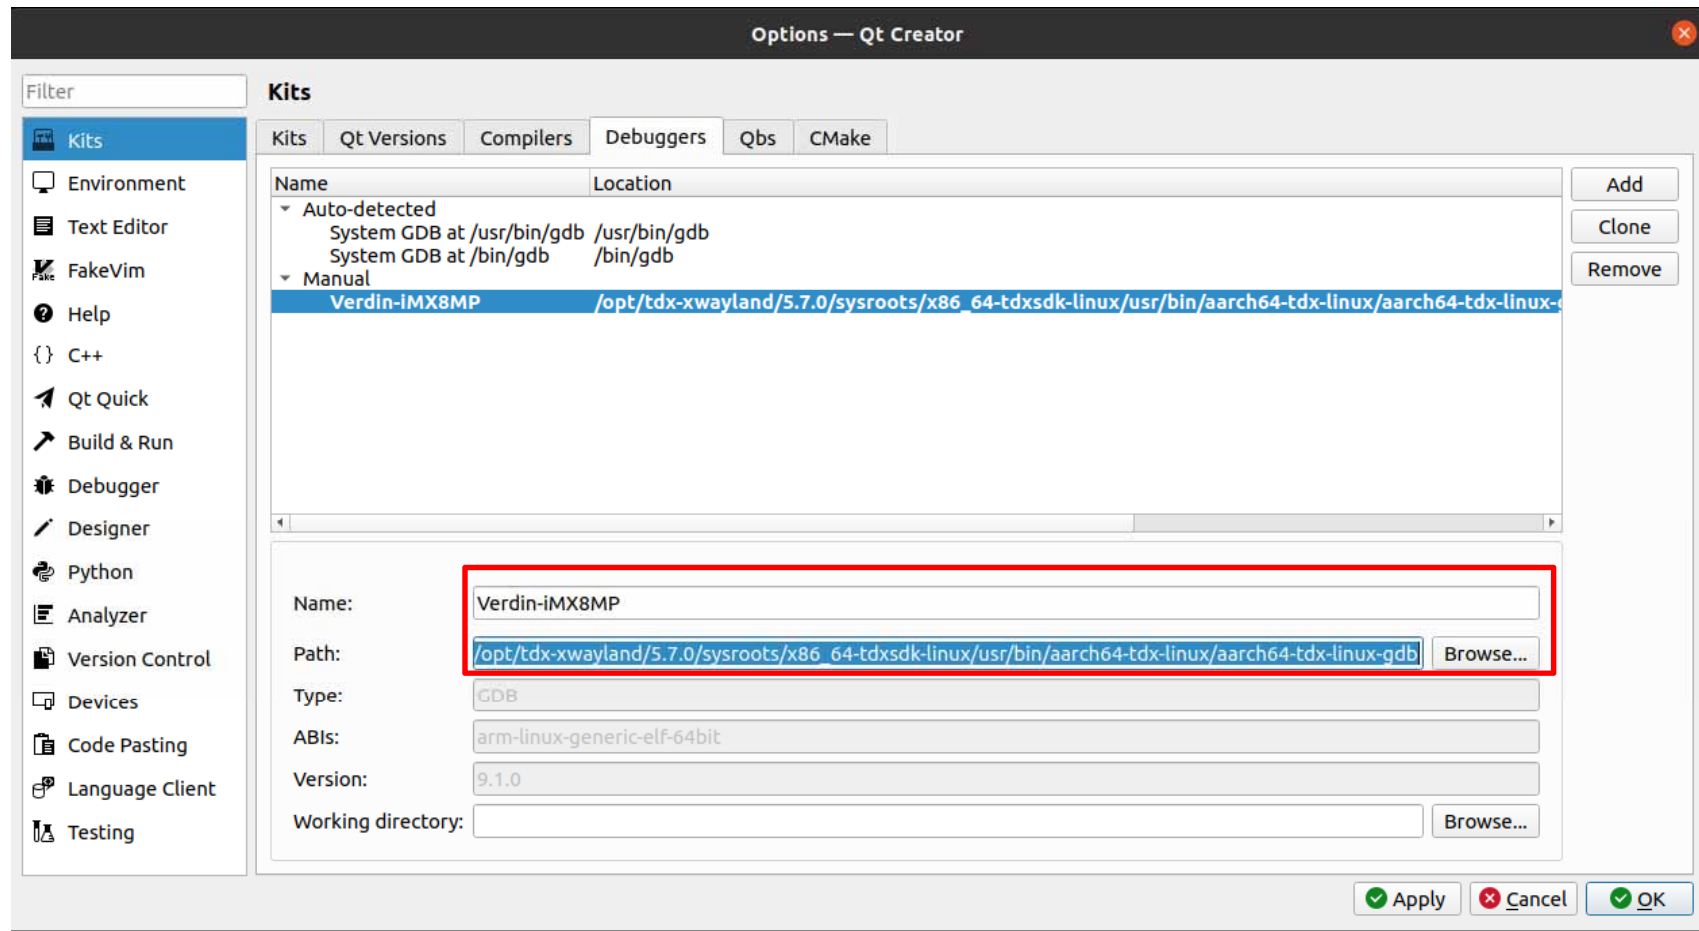 Options — Qt Creator
Filter
Kits
Kits
Environment
Text Editor
FakeVim
Help
C++
Qt Quick
Build & Run
Debugger
Designer
Python
Analyzer
Version Control
Devices
Code Pasting
Language Client
Testing
Kits Qt Versions Compilers Debuggers Qbs CMake
Name Location
Auto-detected
System GDB at /usr/bin/gdb /usr/bin/gdb
System GDB at /bin/gdb /bin/gdb
Manual
Verdin-iMX8MP /opt/tdx-xwayland/5.7.0/sysroots/x86_64-tdxsdk-linux/usr/bin/aarch64-tdx-linux/aarch64-tdx-linux-
Add
Clone
Remove
Name: Verdin-iMX8MP
Path: /opt/tdx-xwayland/5.7.0/sysroots/x86_64-tdxsdk-linux/usr/bin/aarch64-tdx-linux/aarch64-tdx-linux-gdb Browse...
Type: GDB
ABIs: arm-linux-generic-elf-64bit
Version: 9.1.0
Working directory: Browse...
Apply Cancel OK